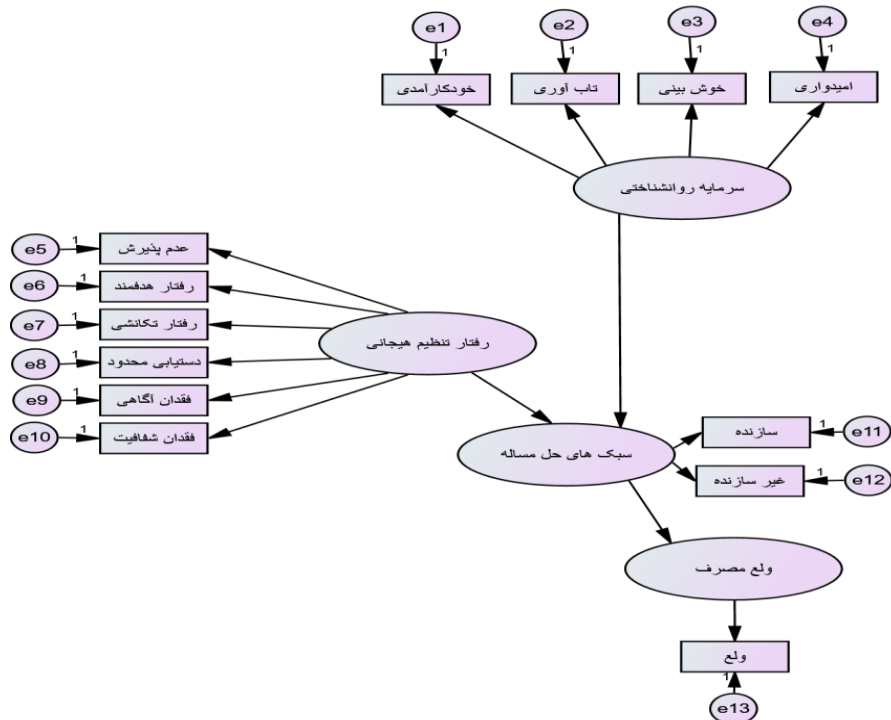 e1
e2
e3
e4
1
1
1
1
خودکارآمدی
تاب آوری
خوش بینی
امیدواری
سرمایه روانشناختی
e5
1
عدم پذیرش
e6
1
رفتار هدفمند
e7
1
رفتار تکانشی
e8
1
دستیابی محدود
e9
1
فقدان آگاهی
e10
1
فقدان شفافیت
رفتار تنظیم هیجانی
سبک های حل مساله
سازنده
1
e11
غیر سازنده
1
e12
ولع مصرف
ولع
1
e13